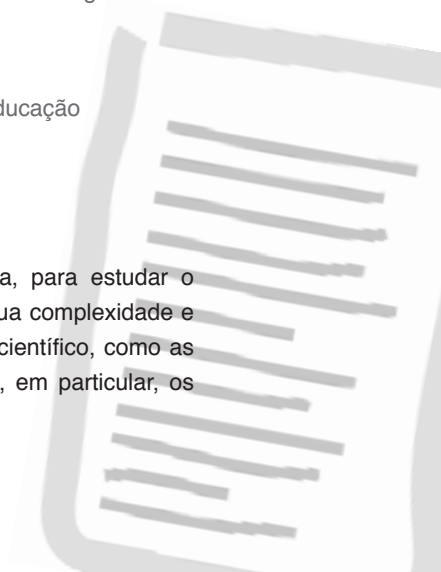 ducação
a, para estudar o
ua complexidade e
científico, como as
, em particular, os